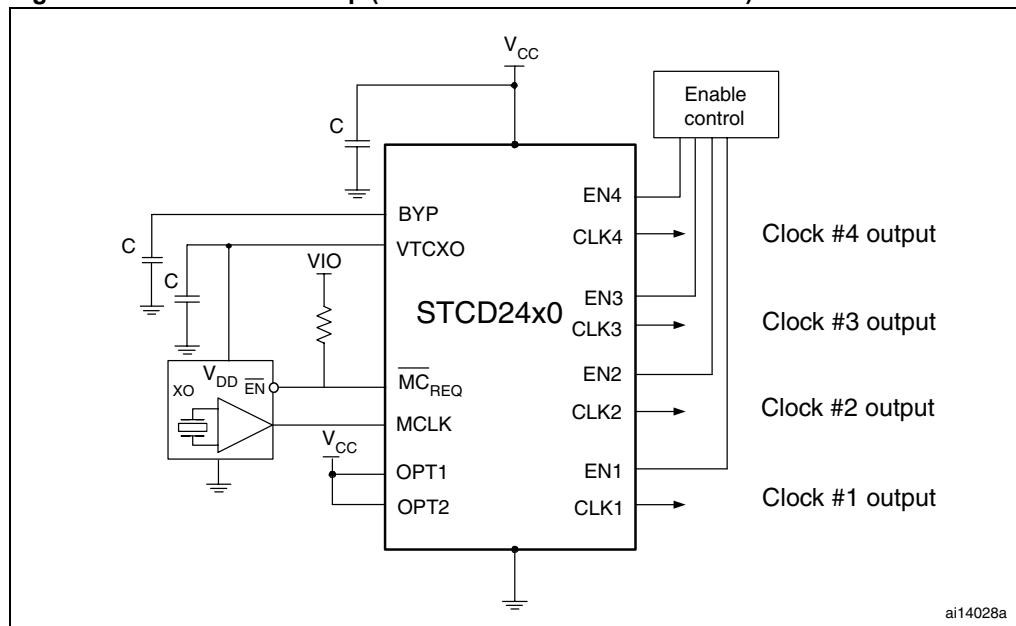 V_CC
Enable
control
C
EN4
BYP
CLK4
Clock #4 output
C
VTCXO
C
VIO
EN3
STCD24x0
CLK3
Clock #3 output
V_DD
EN
EN2
XO
MC_REQ
CLK2
Clock #2 output
MCLK
V_CC
EN1
OPT1
OPT2
CLK1
Clock #1 output
ai14028a